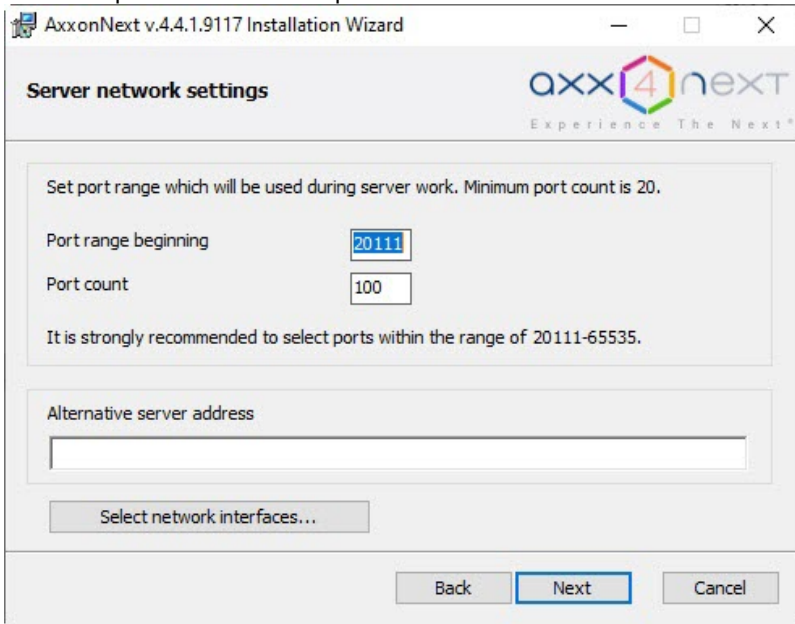 AxxonNext v.4.4.1.9117 Installation Wizard
Server network settings
axx4next
Experience The Next®
Set port range which will be used during server work. Minimum port count is 20.
Port range beginning
20111
Port count
100
It is strongly recommended to select ports within the range of 20111-65535.
Alternative server address
Select network interfaces...
Back
Next
Cancel